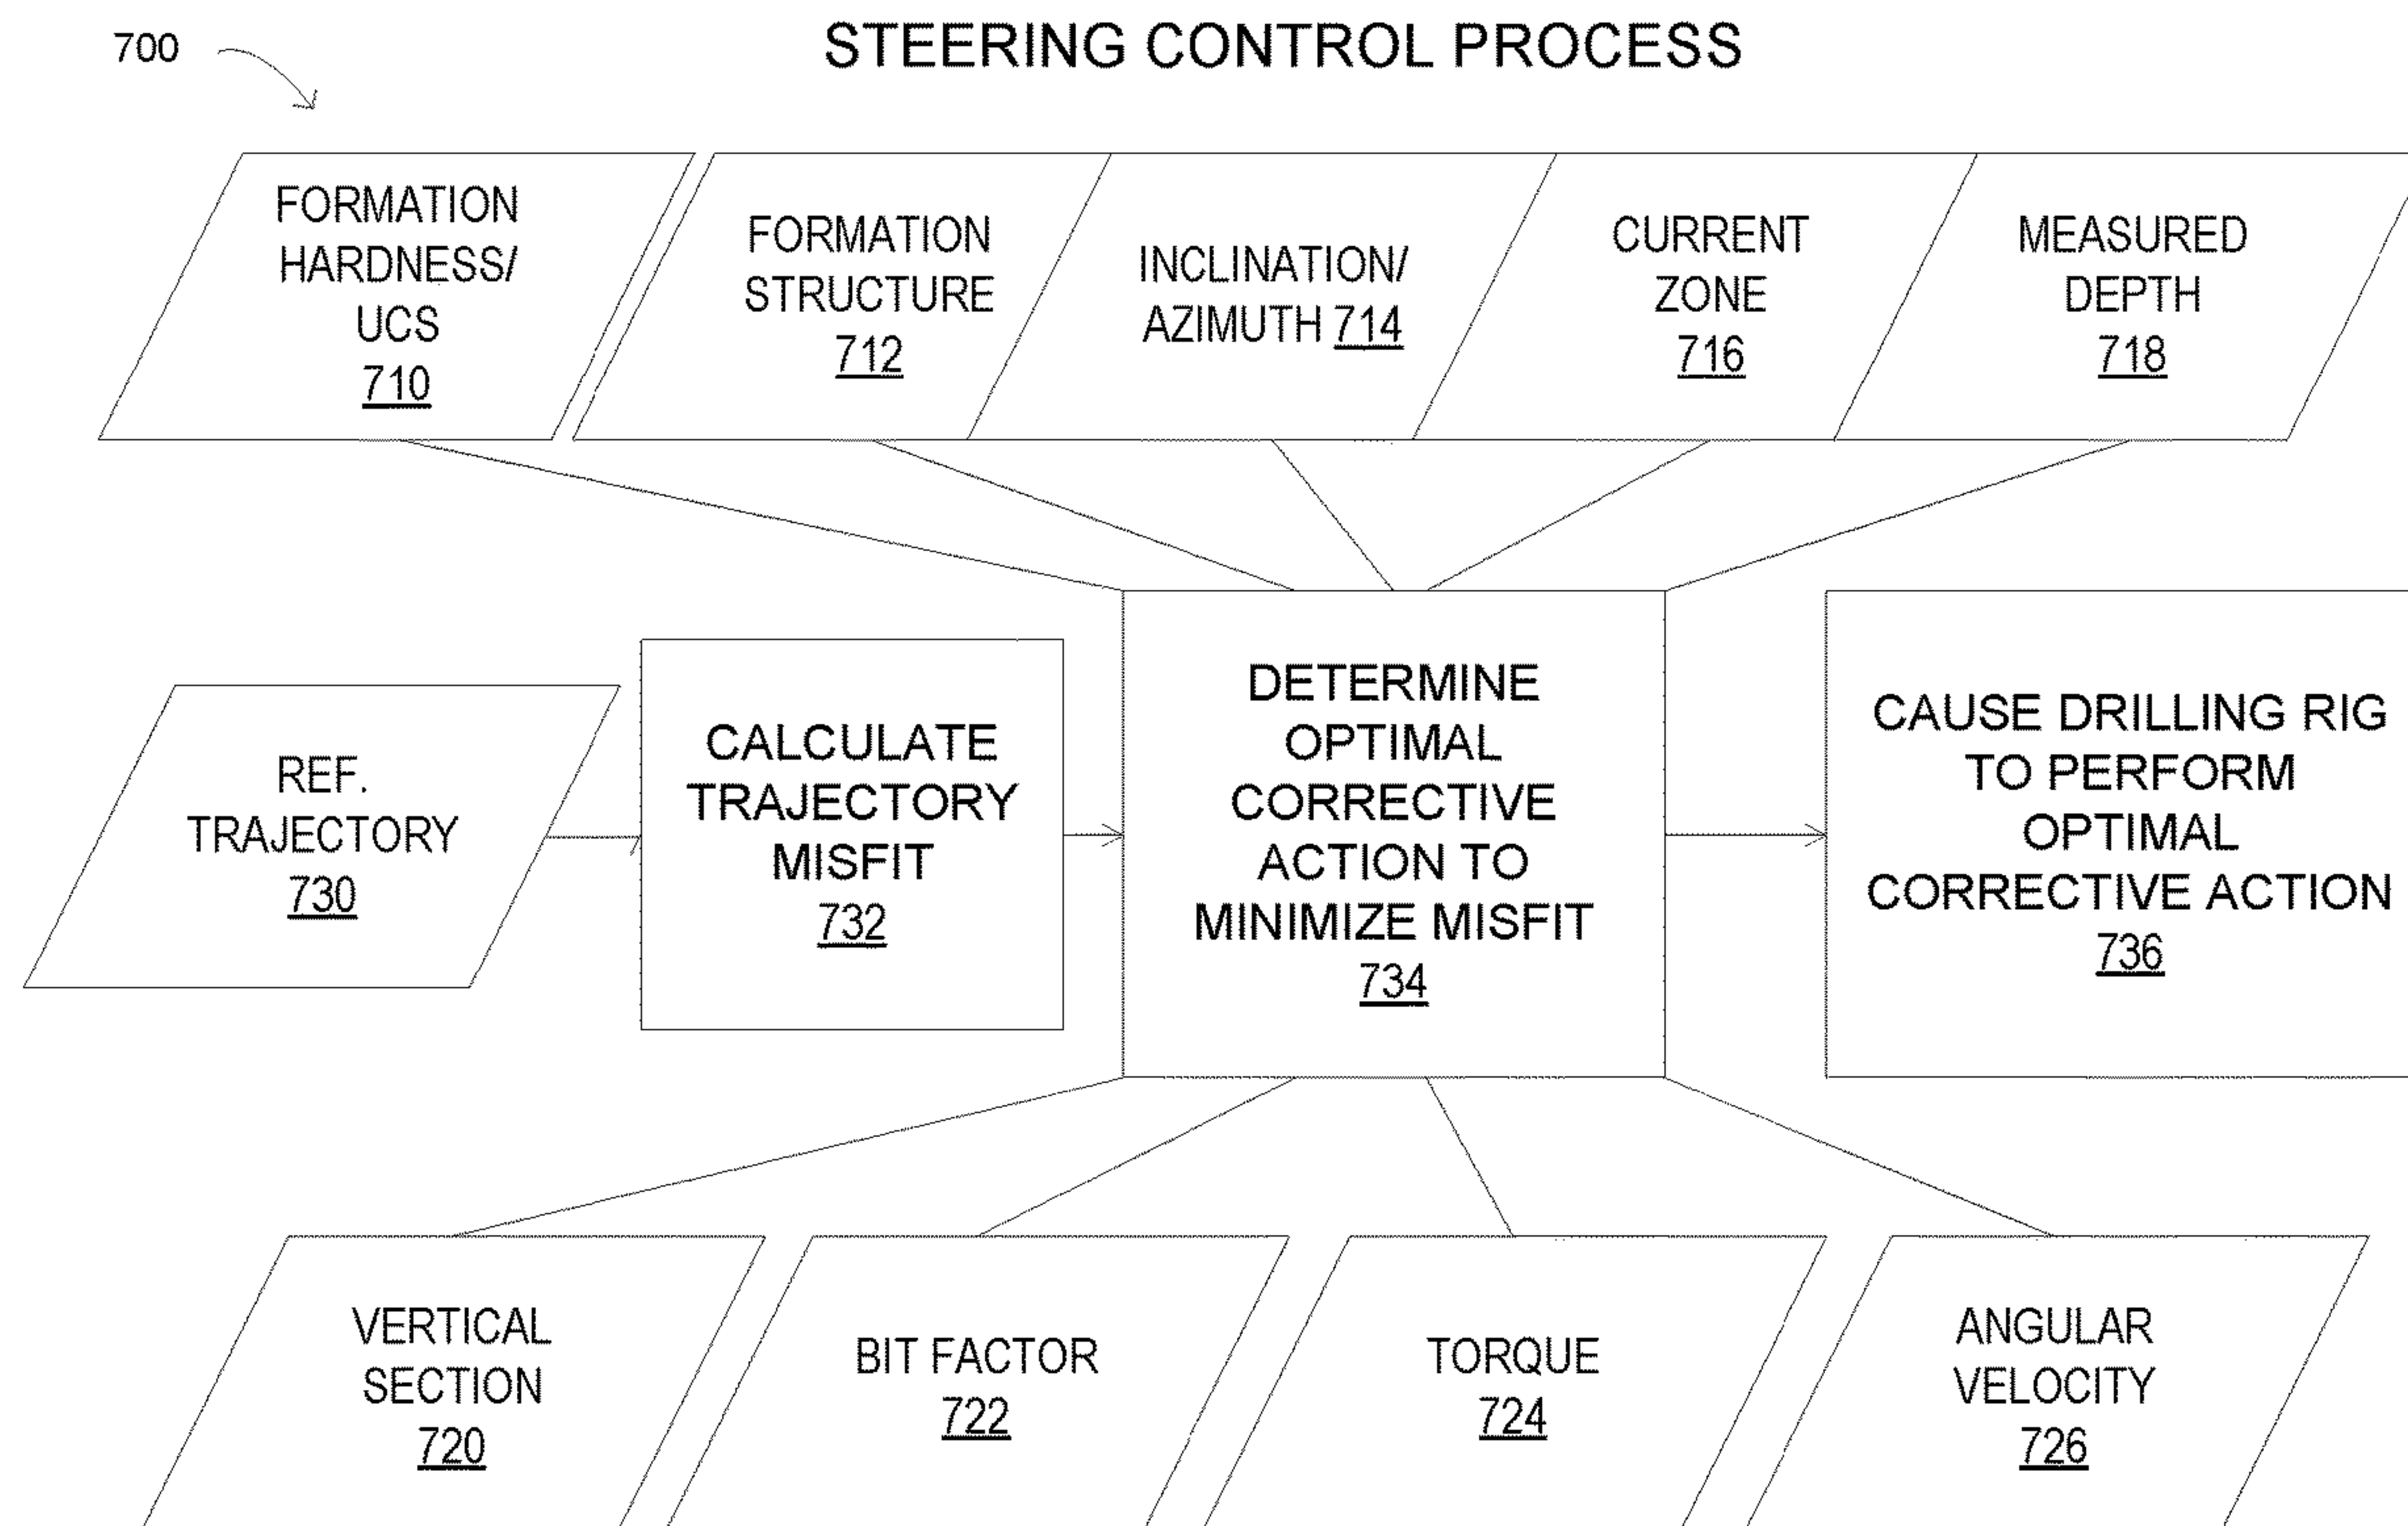 700
STEERING CONTROL PROCESS
FORMATION
HARDNESS/
UCS
710
FORMATION
STRUCTURE
712
INCLINATION/
AZIMUTH 714
CURRENT
ZONE
716
MEASURED
DEPTH
718
REF.
TRAJECTORY
730
CALCULATE
TRAJECTORY
MISFIT
732
DETERMINE
OPTIMAL
CORRECTIVE
ACTION TO
MINIMIZE MISFIT
734
CAUSE DRILLING RIG
TO PERFORM
OPTIMAL
CORRECTIVE ACTION
736
VERTICAL
SECTION
720
BIT FACTOR
722
TORQUE
724
ANGULAR
VELOCITY
726